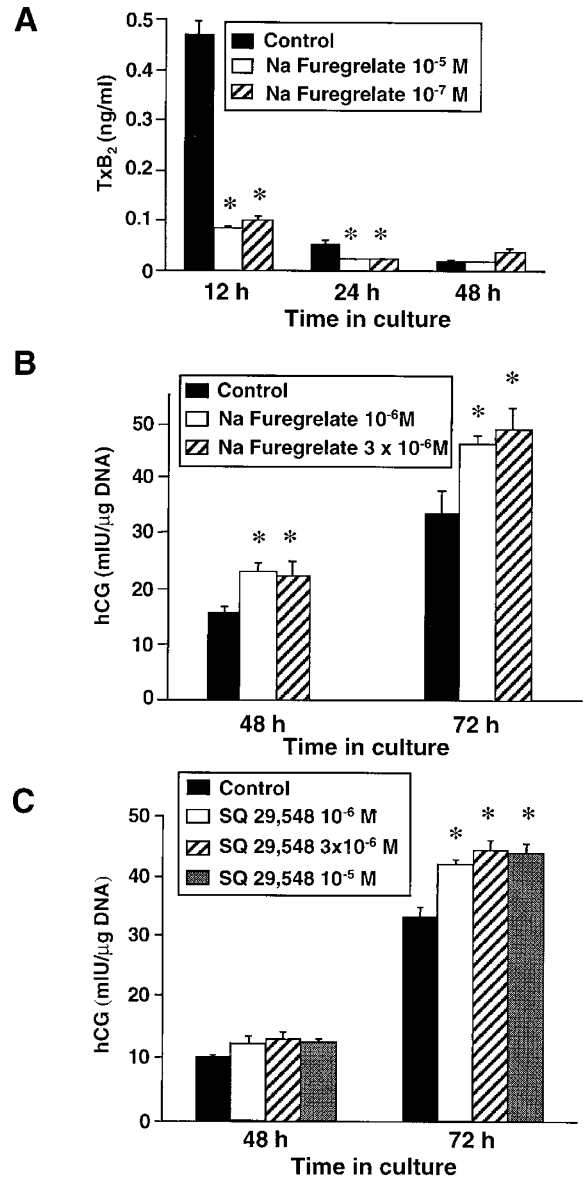 A
0.5
0.4
0.3
0.2
0.1
0
TxB2 (ng/ml)
Control
Na Furegrelate 10-5 M
Na Furegrelate 10-7 M
* *
* *
12 h 24 h 48 h
Time in culture
B
50
40
30
20
10
0
hCG (mIU/µg DNA)
Control
Na Furegrelate 10-6M
Na Furegrelate 3 x 10-6M
* *
* *
48 h 72 h
Time in culture
C
50
40
30
20
10
0
hCG (mIU/µg DNA)
Control
SQ 29,548 10-6 M
SQ 29,548 3x10-6 M
SQ 29,548 10-5 M
* * *
48 h 72 h
Time in culture